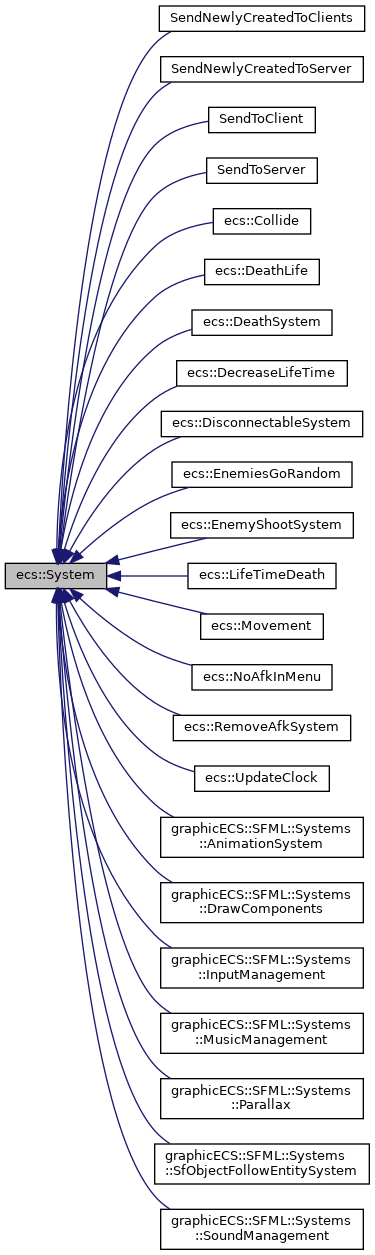 SendNewlyCreatedToClients
SendNewlyCreatedToServer
SendToClient
SendToServer
ecs::Collide
ecs::DeathLife
ecs::DeathSystem
ecs::DecreaseLifeTime
ecs::DisconnectableSystem
ecs::EnemiesGoRandom
ecs::EnemyShootSystem
ecs::System
ecs::LifeTimeDeath
ecs::Movement
ecs::NoAfkInMenu
ecs::RemoveAfkSystem
ecs::UpdateClock
graphicECS::SFML::Systems
::AnimationSystem
graphicECS::SFML::Systems
::DrawComponents
graphicECS::SFML::Systems
::InputManagement
graphicECS::SFML::Systems
::MusicManagement
graphicECS::SFML::Systems
::Parallax
graphicECS::SFML::Systems
::SfObjectFollowEntitySystem
graphicECS::SFML::Systems
::SoundManagement